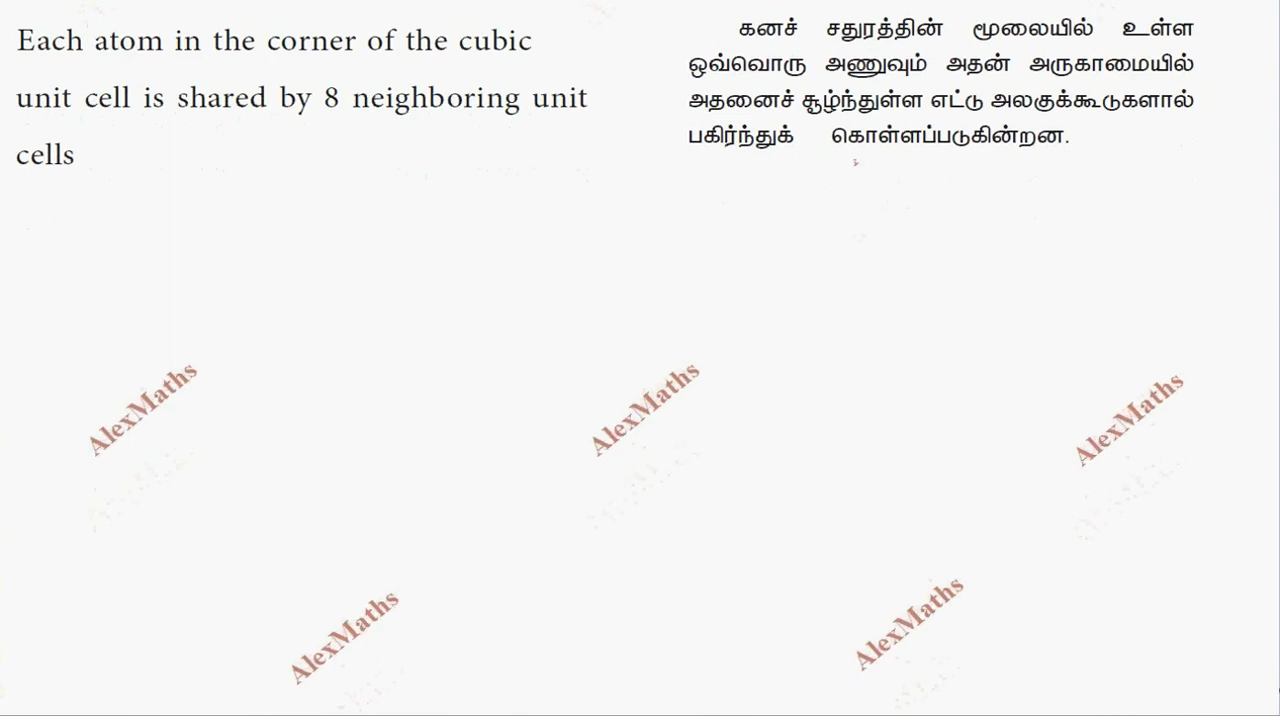 Each atom in the corner of the cubic
unit cell is shared by 8 neighboring unit
cells
கனச் சதுரத்தின் மூலையில் உள்ள
ஒவ்வொரு அணுவும் அதன் அருகாமையில்
அதனைச் சூழ்ந்துள்ள எட்டு அலகுக்கூடுகளால்
பகிர்ந்துக் கொள்ளப்படுகின்றன.
AlexMaths
AlexMaths
AlexMaths
AlexMaths
AlexMaths